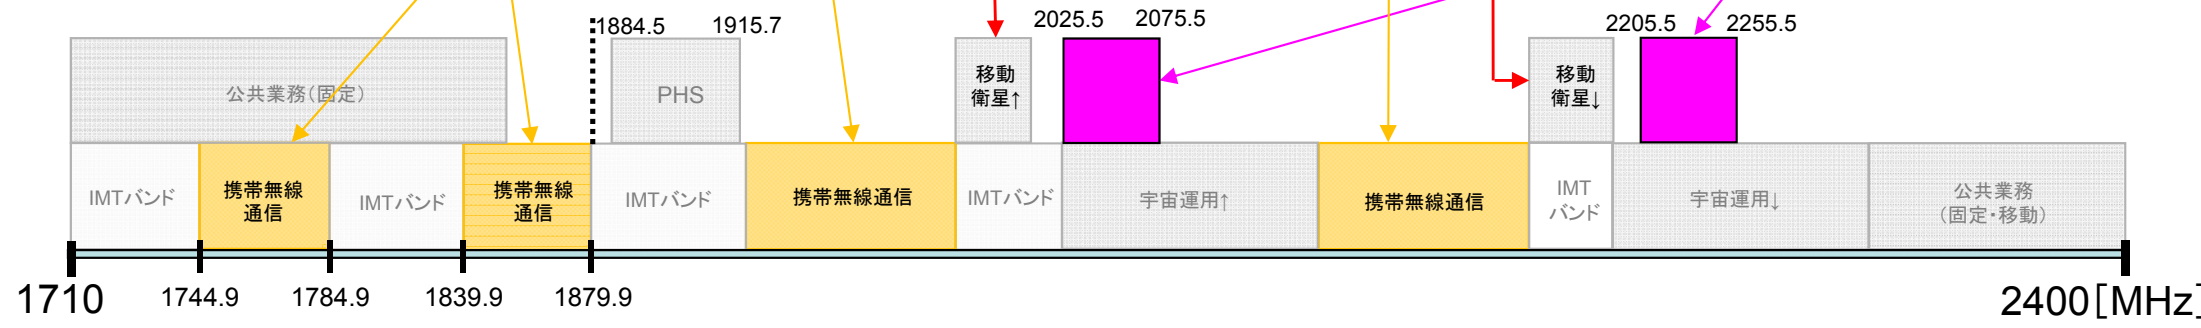 1884.5
1915.7
2025.5
2075.5
2205.5
2255.5
公共業務(固定)
PHS
移動
衛星↑
移動
衛星↓
IMTバンド
携帯無線
通信
IMTバンド
携帯無線
通信
IMTバンド
携帯無線通信
IMTバンド
宇宙運用↑
携帯無線通信
IMT
バンド
宇宙運用↓
公共業務
(固定・移動)
1710
1744.9
1784.9
1839.9
1879.9
2400[MHz]